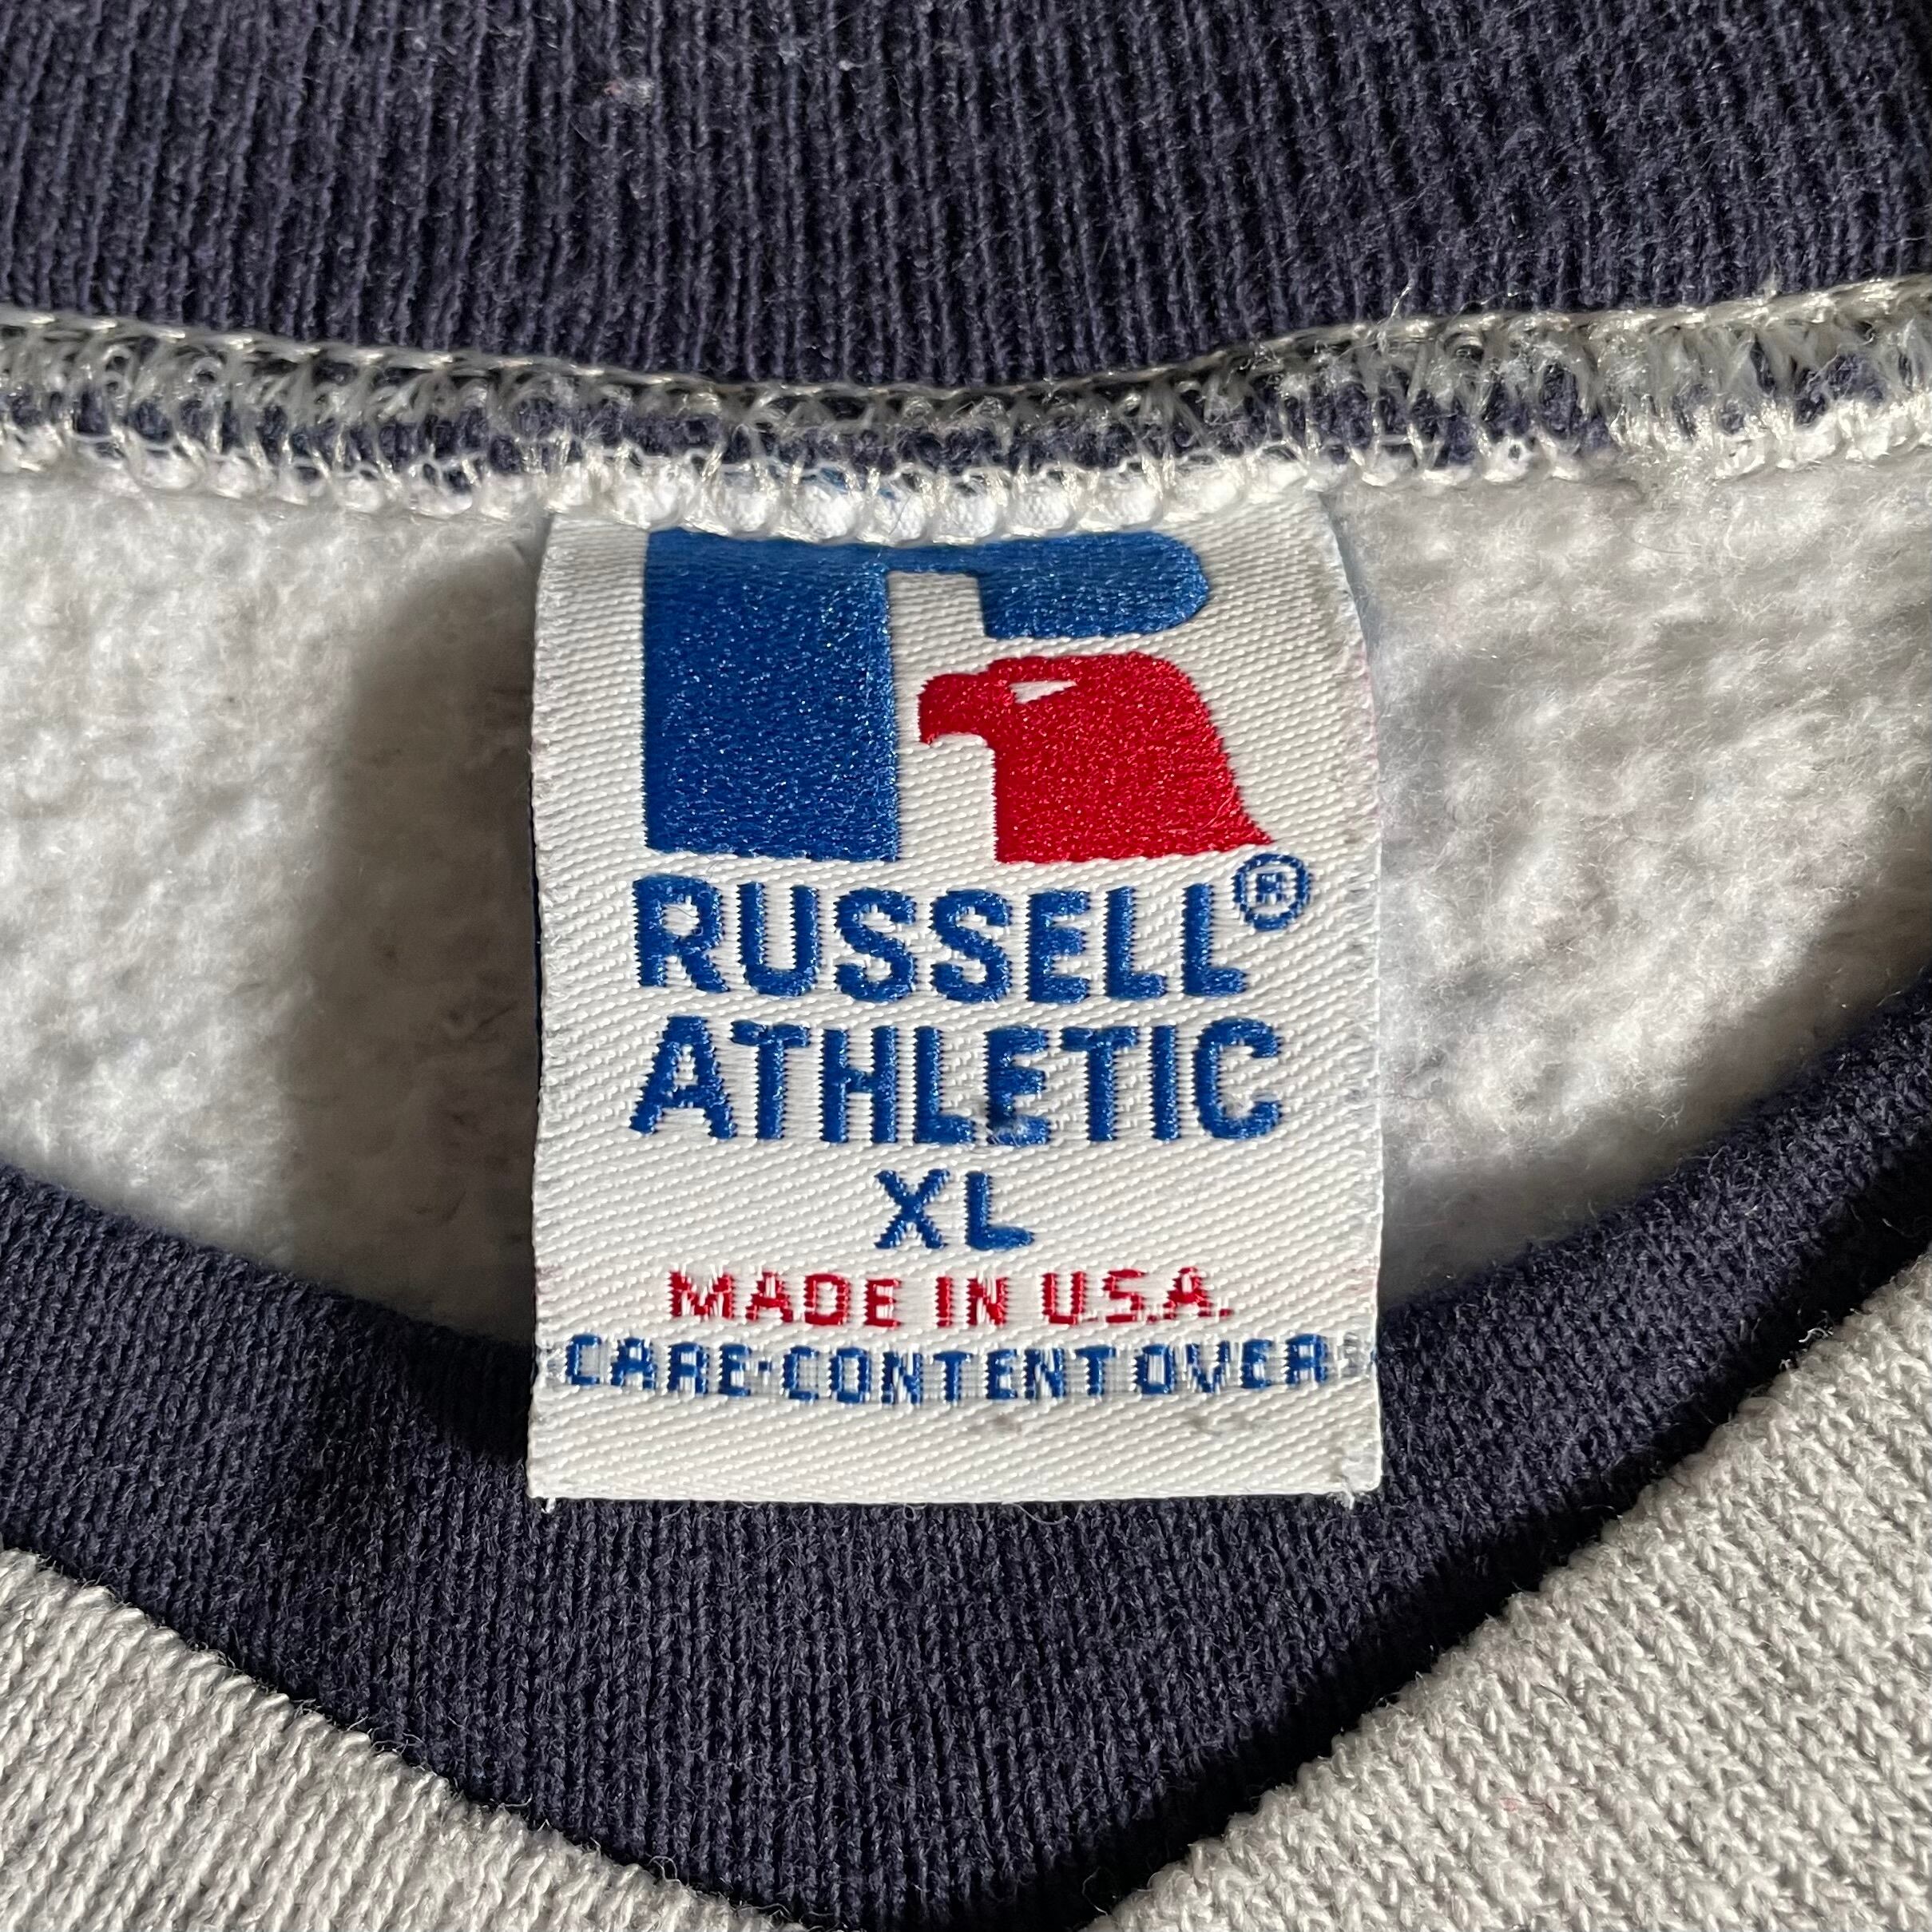 RUSSELL®
ATHLETIC
XL
MADE IN U.S.A.
CARE·CONTENT OVER